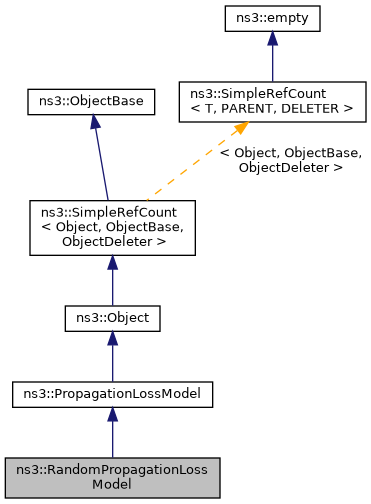 ns3::empty
ns3::SimpleRefCount
< T, PARENT, DELETER >
ns3::ObjectBase
< Object, ObjectBase,
ObjectDeleter >
ns3::SimpleRefCount
< Object, ObjectBase,
ObjectDeleter >
ns3::Object
ns3::PropagationLossModel
ns3::RandomPropagationLoss
Model